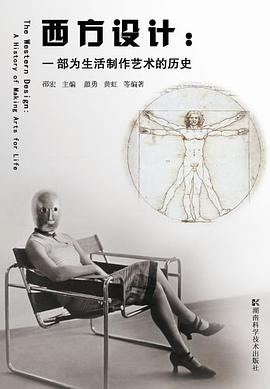 西方设计：
一部为生活制作艺术的历史
The Western Design:
A History of Making Arts for Life
邵宏 主编 颜勇 黄虹 等编著
湖南科学技术出版社